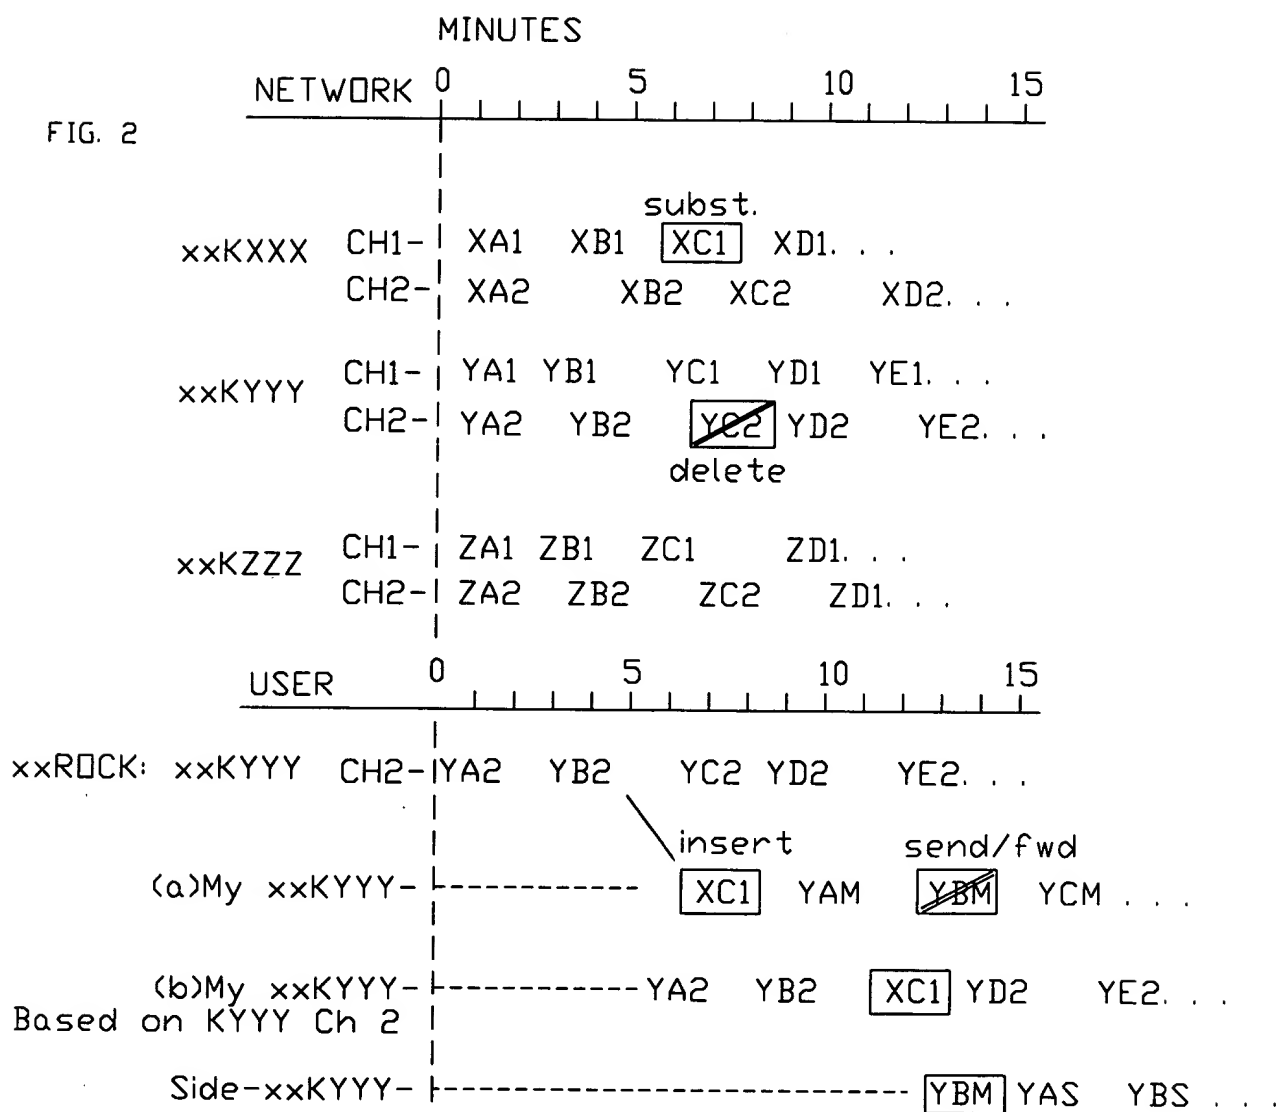 MINUTES
NETWORK 0 5 10 15
FIG. 2
subst.
xxKXXX CH1- XA1 XB1 XC1 XD1. . .
CH2- XA2 XB2 XC2 XD2. . .
xxKYYY CH1- YA1 YB1 YC1 YD1 YE1. . .
CH2- YA2 YB2 YC2 YD2 YE2. . .
delete
xxKZZZ CH1- ZA1 ZB1 ZC1 ZD1. . .
CH2- ZA2 ZB2 ZC2 ZD1. . .
USER 0 5 10 15
xxROCK: xxKYYY CH2- YA2 YB2 YC2 YD2 YE2. . .
insert send/fwd
(a)My xxKYYY- XC1 YAM YBM YCM . . .
(b)My xxKYYY- YA2 YB2 XC1 YD2 YE2. . .
Based on KYYY Ch 2
Side-xxKYYY- YBM YAS YBS . . .